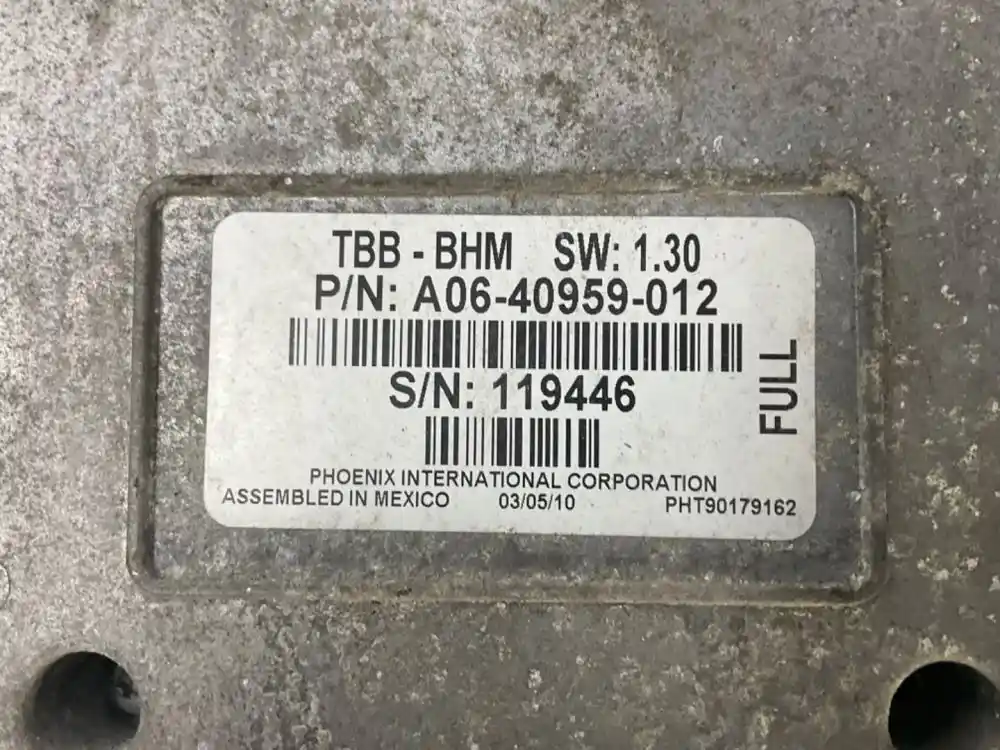 TBB - BHM SW: 1.30
P/N: A06-40959-012
S/N: 119446
FULL
PHOENIX INTERNATIONAL CORPORATION
ASSEMBLED IN MEXICO 03/05/10 PHT90179162